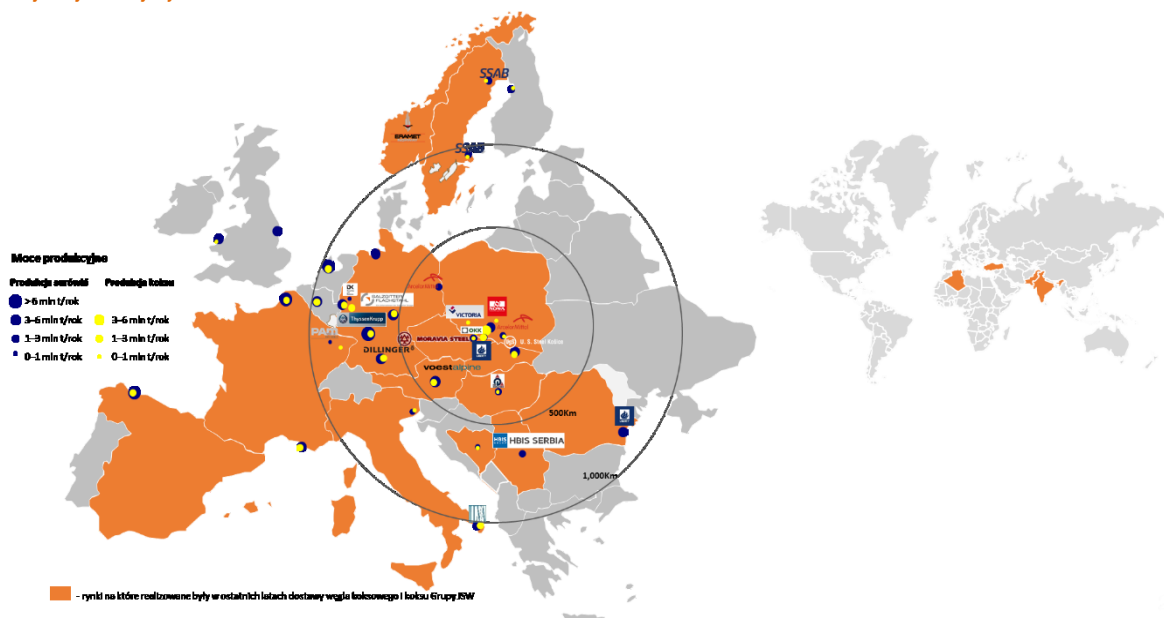 SSAB
ERAMET
SSAB
Moce produkcyjne
Produkcja surówki Produkcja koksu
>6 mln t/rok
3–6 mln t/rok 3–6 mln t/rok
1–3 mln t/rok 1–3 mln t/rok
0–1 mln t/rok 0–1 mln t/rok
SALZGITTER
FLACHSTAHL
ThyssenKrupp
VICTORIA
ArcelorMittal
OKK
U. S. Steel Košice
MORAVIA STEEL
DILLINGER
voestalpine
500Km
HBIS SERBIA
1,000Km
- rynki na które realizowane były w ostatnich latach dostawy węgla koksowego i koksu Grupy JSW